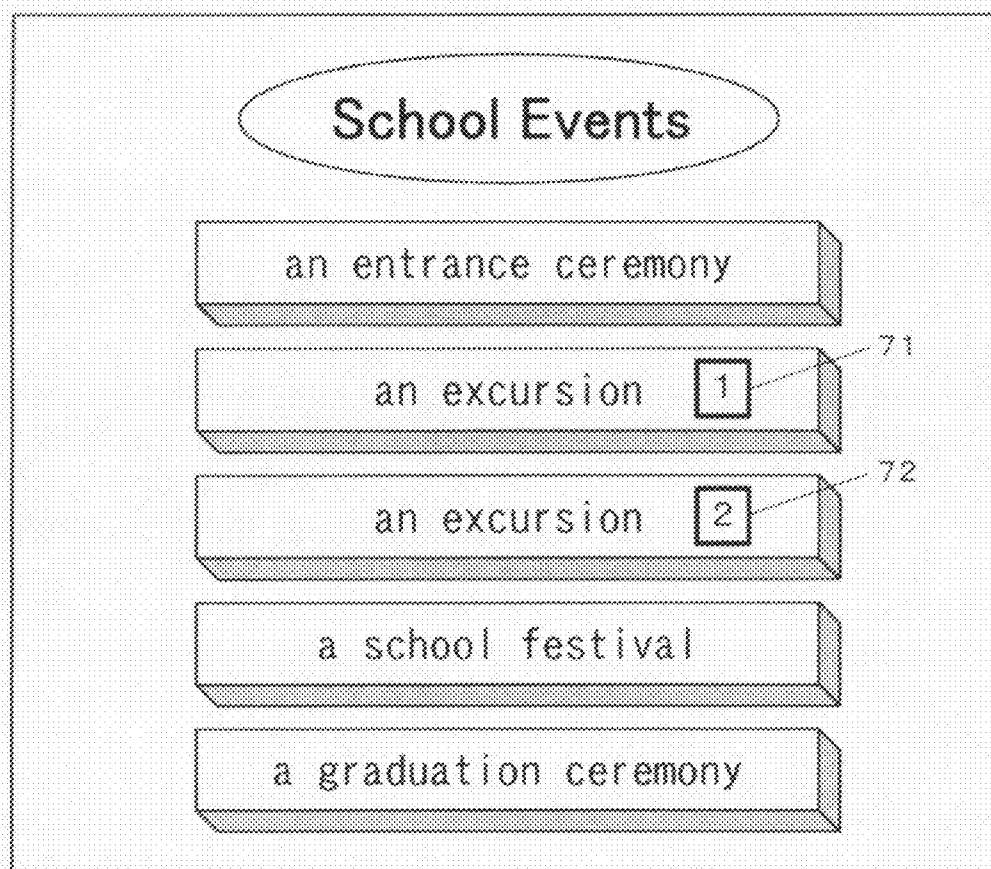 School Events
an entrance ceremony
an excursion 1 71
an excursion 2 72
a school festival
a graduation ceremony